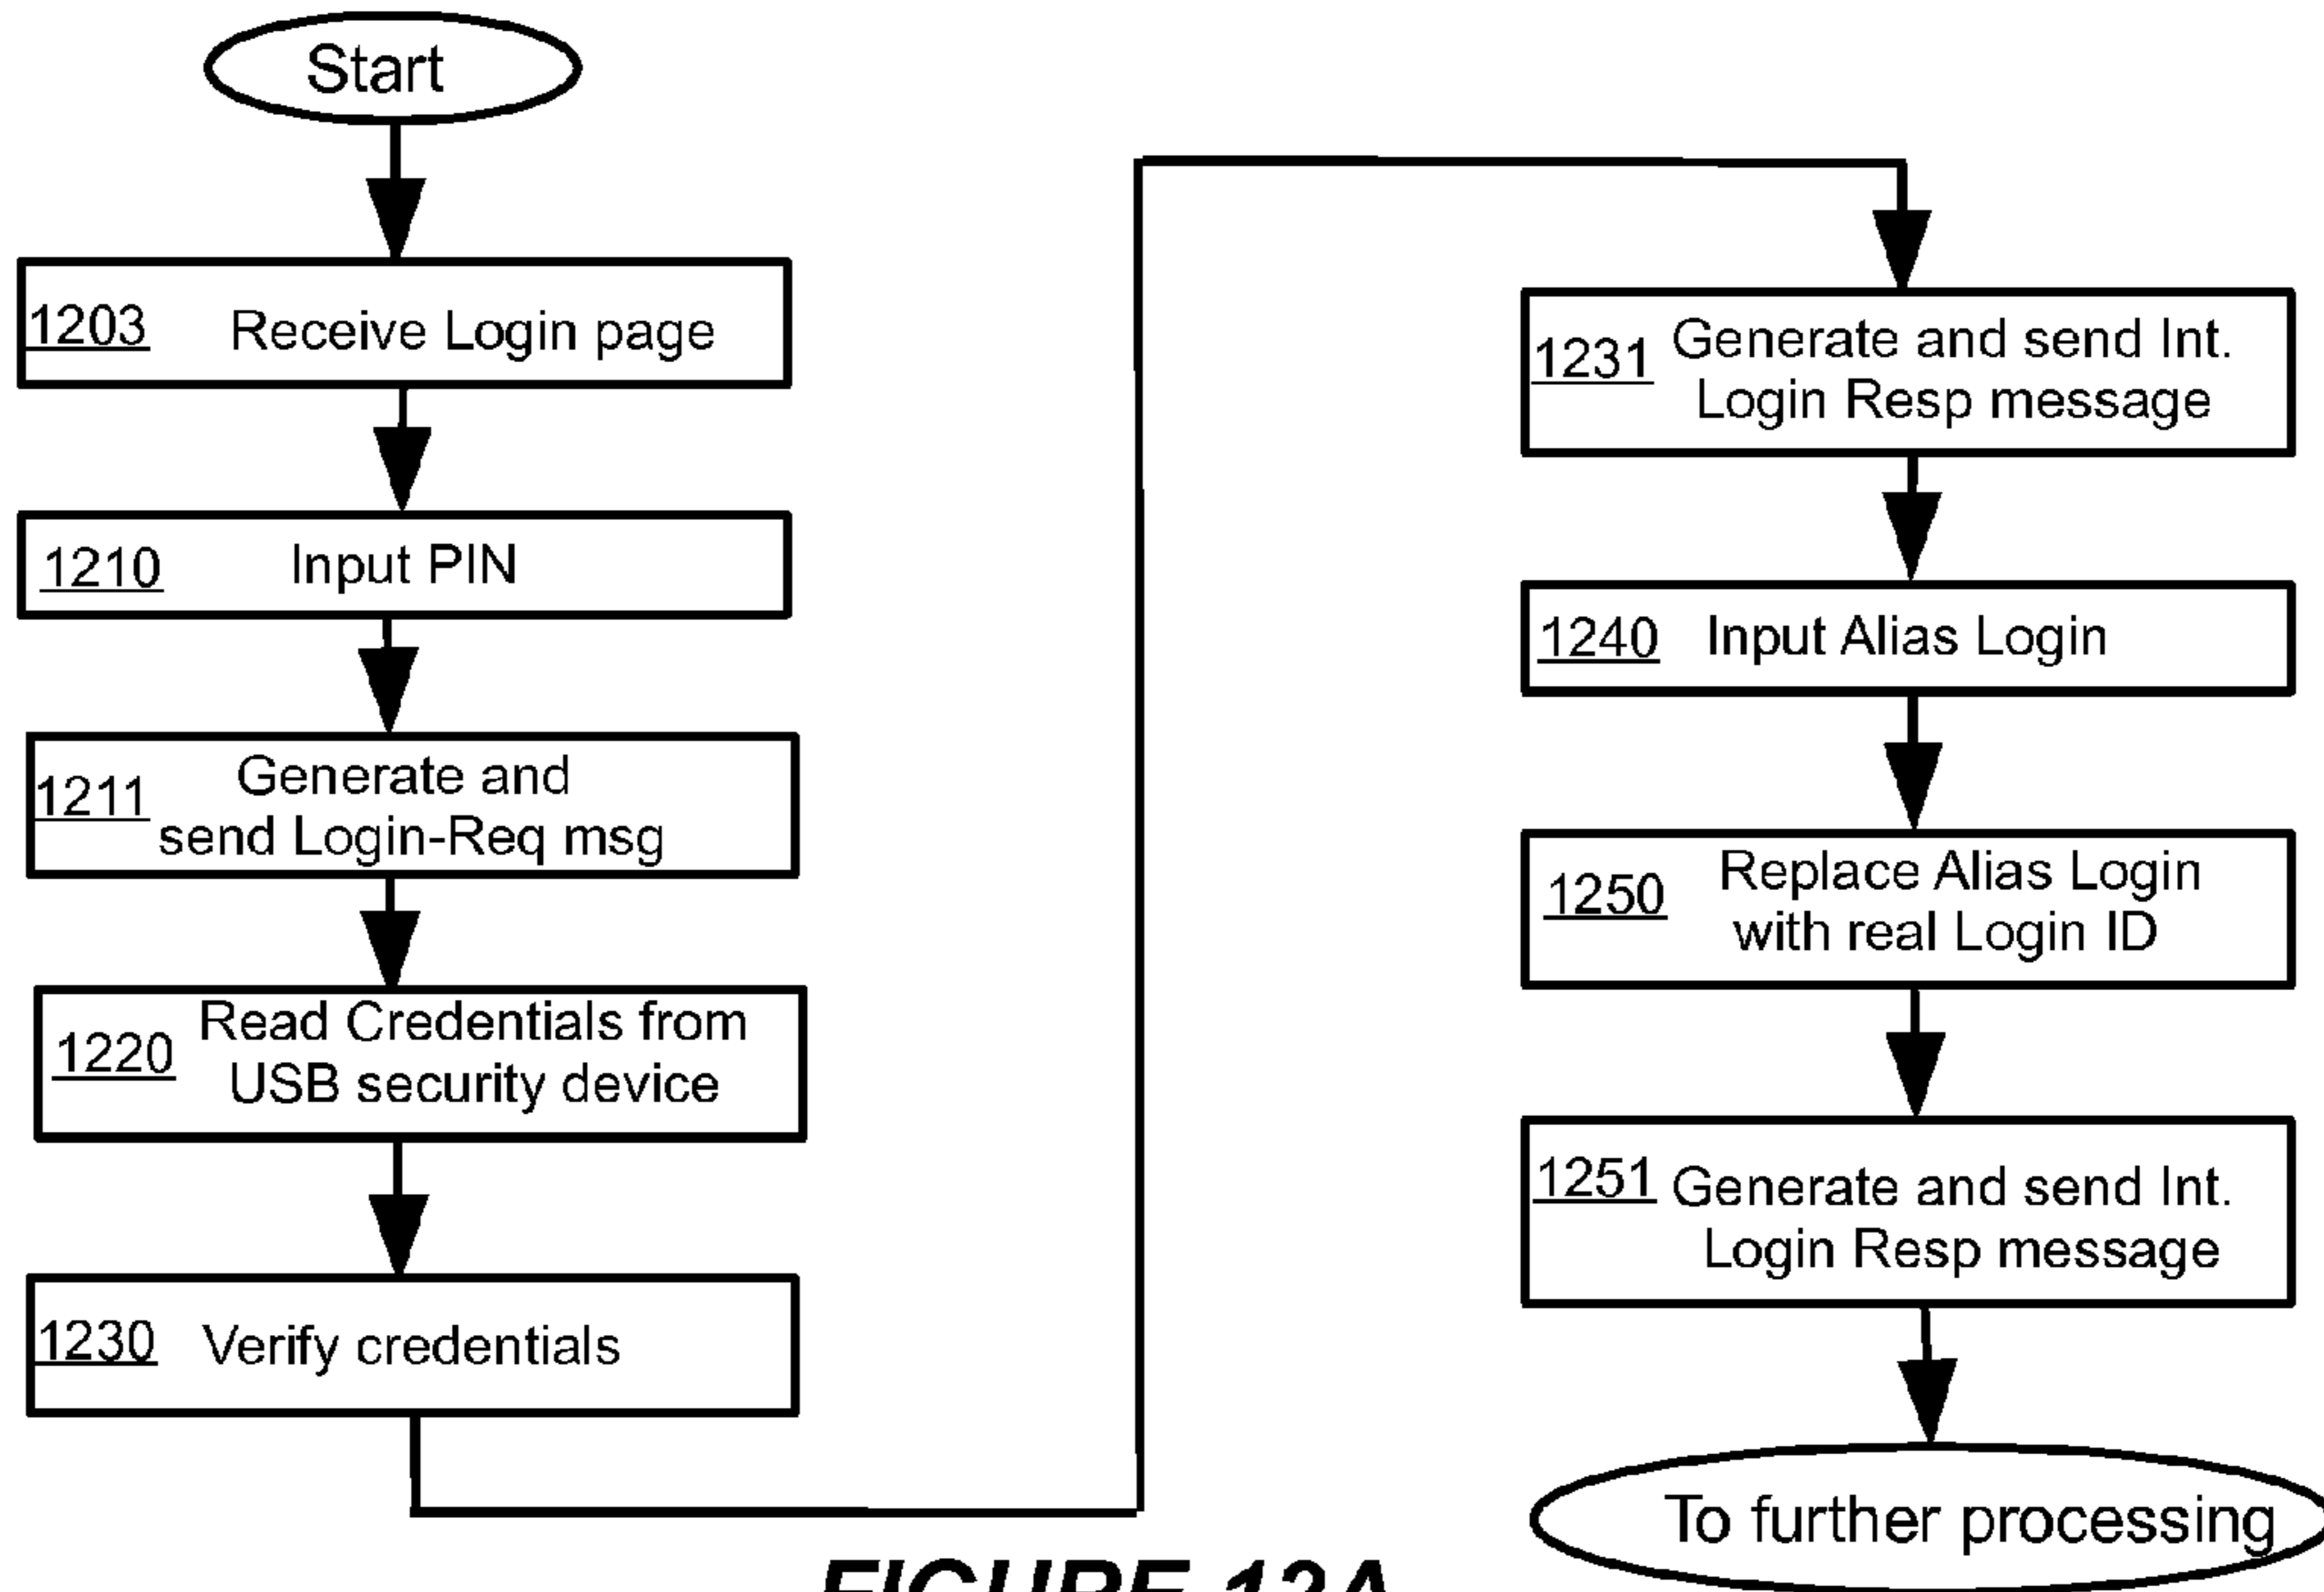 Start
1203 Receive Login page
1210 Input PIN
1211 Generate and
send Login-Req msg
1220 Read Credentials from
USB security device
1230 Verify credentials
1231 Generate and send Int.
Login Resp message
1240 Input Alias Login
1250 Replace Alias Login
with real Login ID
1251 Generate and send Int.
Login Resp message
To further processing
FIGURE 12A